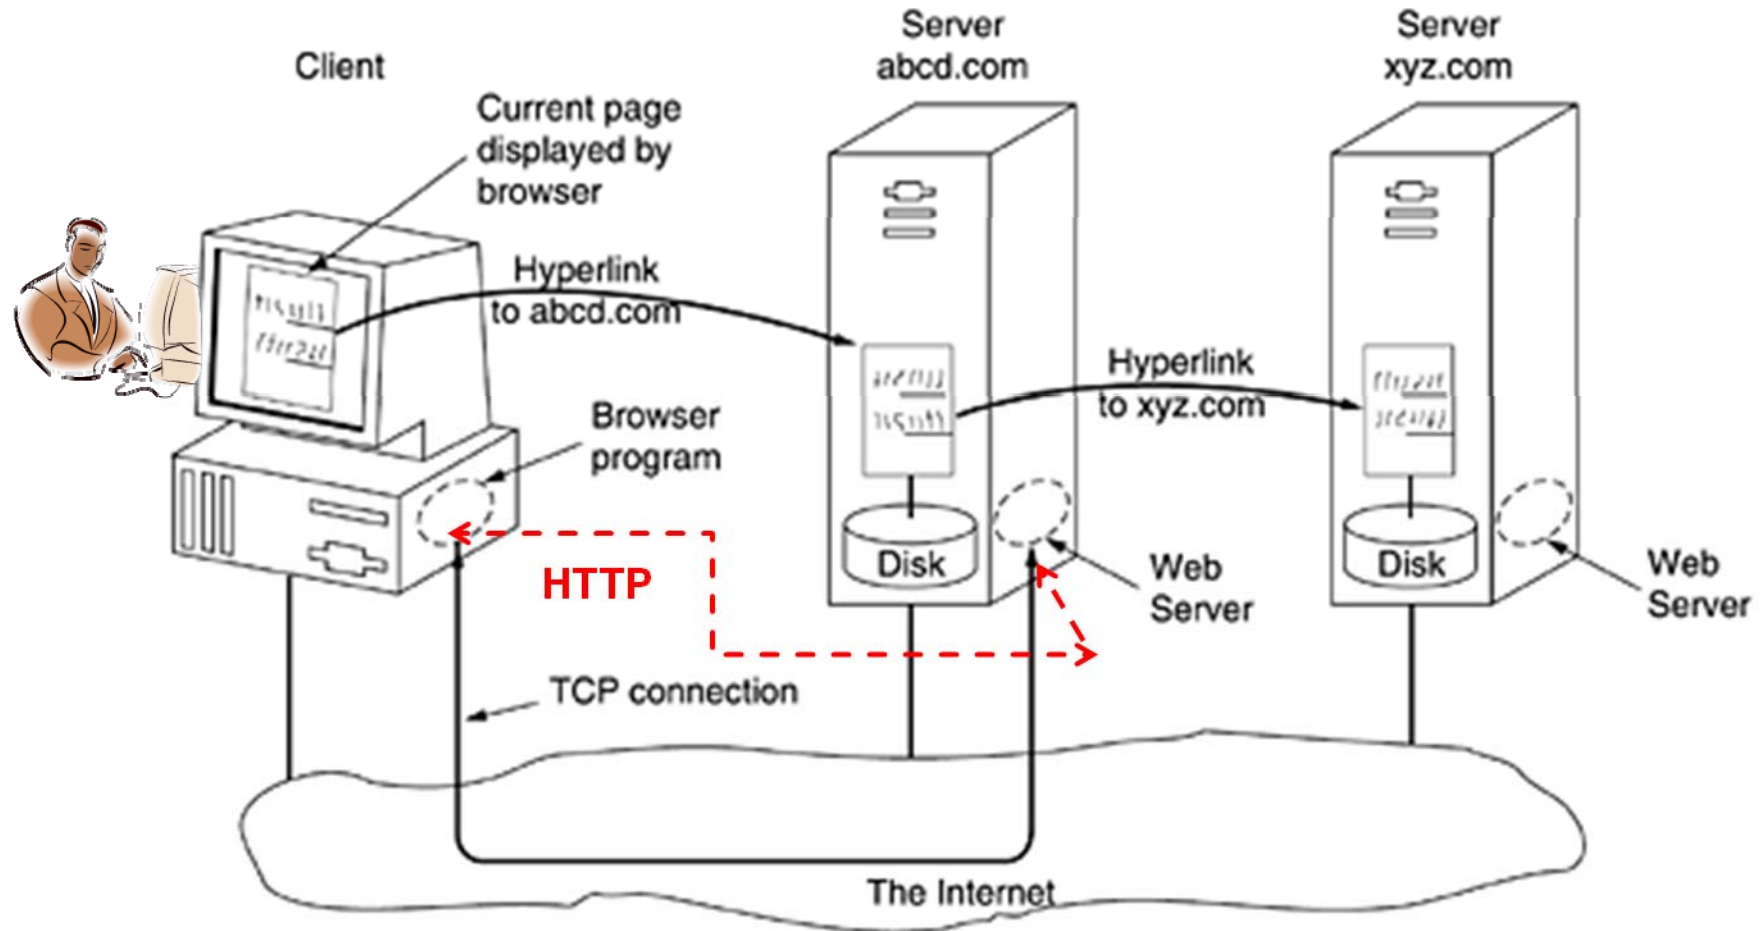 Client
Server
abcd.com
Server
xyz.com
Current page
displayed by
browser
Hyperlink
to abcd.com
Hyperlink
to xyz.com
Browser
program
HTTP
Disk
Web
Server
Disk
Web
Server
TCP connection
The Internet